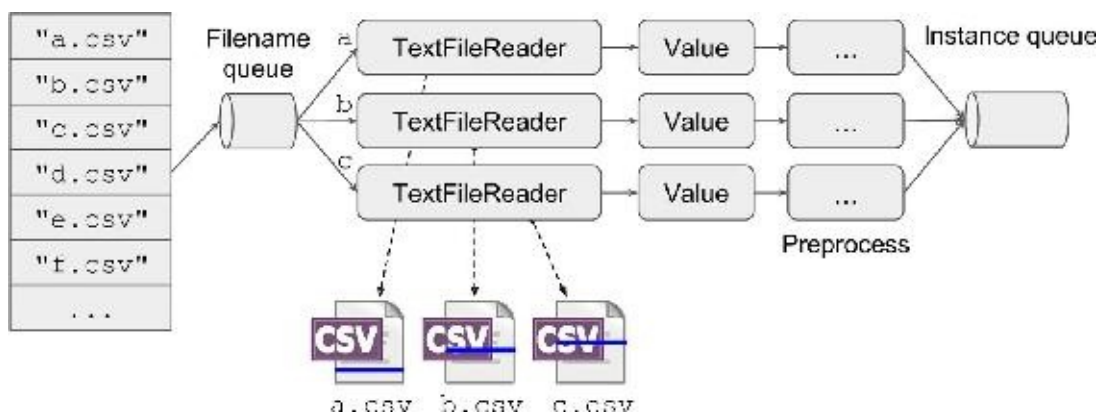 "a.csv"
"b.csv"
"c.csv"
"d.csv"
"e.csv"
"f.csv"
...
Filename
queue
a
TextFileReader
Value
...
b
TextFileReader
Value
...
c
TextFileReader
Value
...
Preprocess
Instance queue
CSV
a.csv
CSV
b.csv
CSV
c.csv